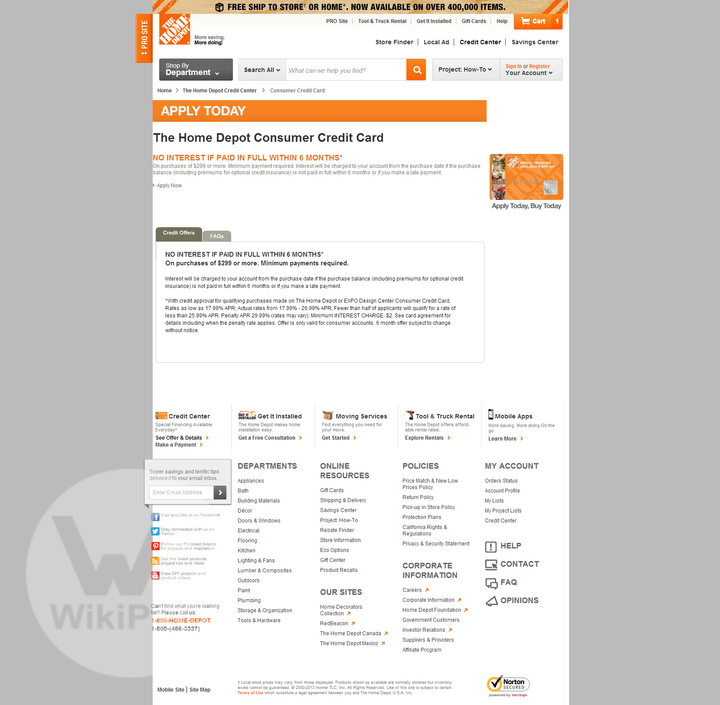 FREE SHIP TO STORE† OR HOME*. NOW AVAILABLE ON OVER 400,000 ITEMS.
PRO SITE
THE HOME DEPOT
More saving.
More doing.
PRO Site
Tool & Truck Rental
Get It Installed
Gift Cards
Help
Cart 1
Store Finder
Local Ad
Credit Center
Savings Center
Shop By
Department
Search All
What can we help you find?
Project: How-To
Sign In or Register
Your Account
Home > The Home Depot Credit Center > Consumer Credit Card
APPLY TODAY
The Home Depot Consumer Credit Card
NO INTEREST IF PAID IN FULL WITHIN 6 MONTHS*
On purchases of $299 or more. Minimum payment required. Interest will be charged to your account from the purchase date if the purchase
balance (including premiums for optional credit insurance) is not paid in full within 6 months or if you make a late payment
Apply Now
Apply Today, Buy Today
Credit Offers
FAQs
NO INTEREST IF PAID IN FULL WITHIN 6 MONTHS*
On purchases of $299 or more. Minimum payments required.
Interest will be charged to your account from the purchase date if the purchase balance (including premiums for optional credit
insurance) is not paid in full within 6 months or if you make a late payment.
*With credit approval for qualifying purchases made on The Home Depot or EXPO Design Center Consumer Credit Card,
Rates as low as 17.99% APR; Actual rates from 17.99% - 26.99% APR; Fewer than half of applicants will qualify for a rate of
less than 25.99% APR; Penalty APR 29.99% (rates may vary). Minimum INTEREST CHARGE: $2. See card agreement for
details including when the penalty rate applies. Offer is only valid for consumer accounts. 6 month offer subject to change
without notice.
Credit Center
Special Financing Available
Everyday*
See Offer & Details
Make a Payment
Get It Installed
The Home Depot makes home
installation easy.
Get a Free Consultation
Moving Services
Find everything you need for
your move.
Get Started
Tool & Truck Rental
The Home Depot offers afford-
able rental rates
Explore Rentals
Mobile Apps
More saving. More doing. On the
go.
Learn More
savings and terrific tips
delivered to your email inbox.
Enter Email Address
Visit and like us on Facebook
Stay connected with us on
Twitter
Follow our Pinterest boards
for projects and inspiration
Get the latest products,
project tips and ideas
View DIY projects and
product videos
Can't find what you're looking
for? Please call us.
1-800-HOME-DEPOT
1-800-(466-3337)
DEPARTMENTS
Appliances
Bath
Building Materials
Décor
Doors & Windows
Electrical
Flooring
Kitchen
Lighting & Fans
Lumber & Composites
Outdoors
Paint
Plumbing
Storage & Organization
Tools & Hardware
ONLINE
RESOURCES
Gift Cards
Shipping & Delivery
Savings Center
Project: How-To
Rebate Finder
Store Information
Eco Options
Gift Center
Product Recalls
OUR SITES
Home Decorators
Collection
RedBeacon
The Home Depot Canada
The Home Depot Mexico
POLICIES
Price Match & New Low
Prices Policy
Return Policy
Pick-up in Store Policy
Protection Plans
California Rights &
Regulations
Privacy & Security Statement
CORPORATE
INFORMATION
Careers
Corporate Information
Home Depot Foundation
Government Customers
Investor Relations
Suppliers & Providers
Affiliate Program
MY ACCOUNT
Orders Status
Account Profile
My Lists
My Project Lists
Credit Center
HELP
CONTACT
FAQ
OPINIONS
WikiP
Mobile Site | Site Map
† Local store prices may vary from those displayed. Products shown as available are normally stocked but inventory
levels cannot be guaranteed. © 2000-2013 Homer TLC, Inc. All Rights Reserved. Use of this site is subject to certain
Terms of Use which constitute a legal agreement between you and The Home Depot U.S.A., Inc.
Norton
SECURED
powered by VeriSign